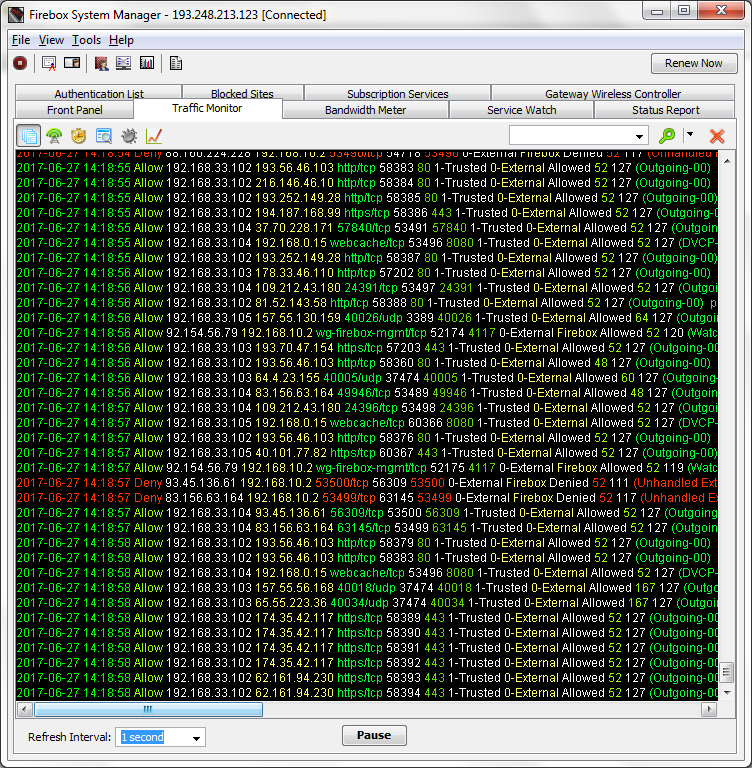 Firebox System Manager - 193.248.213.123 [Connected]
File View Tools Help
Renew Now
Authentication List Blocked Sites Subscription Services Gateway Wireless Controller
Front Panel Traffic Monitor Bandwidth Meter Service Watch Status Report
2017-06-27 14:18:54 Deny 88.160.224.228 192.168.10.2 53490/tcp 54718 53490 0-External Firebox Denied 52 117 (Unhandled E
2017-06-27 14:18:55 Allow 192.168.33.102 193.56.46.103 http/tcp 58383 80 1-Trusted 0-External Allowed 52 127 (Outgoing-00)
2017-06-27 14:18:55 Allow 192.168.33.102 216.146.46.10 http/tcp 58384 80 1-Trusted 0-External Allowed 52 127 (Outgoing-00)
2017-06-27 14:18:55 Allow 192.168.33.102 193.252.149.28 http/tcp 58385 80 1-Trusted 0-External Allowed 52 127 (Outgoing-00)
2017-06-27 14:18:55 Allow 192.168.33.102 194.187.168.99 https/tcp 58386 443 1-Trusted 0-External Allowed 52 127 (Outgoing-0
2017-06-27 14:18:55 Allow 192.168.33.104 37.70.228.171 57840/tcp 53491 57840 1-Trusted 0-External Allowed 52 127 (Outgoin
2017-06-27 14:18:55 Allow 192.168.33.104 192.168.0.15 webcache/tcp 53496 8080 1-Trusted 0-External Allowed 52 127 (DVCP-
2017-06-27 14:18:55 Allow 192.168.33.102 193.252.149.28 http/tcp 58387 80 1-Trusted 0-External Allowed 52 127 (Outgoing-00)
2017-06-27 14:18:56 Allow 192.168.33.103 178.33.46.110 http/tcp 57202 80 1-Trusted 0-External Allowed 52 127 (Outgoing-00)
2017-06-27 14:18:56 Allow 192.168.33.104 109.212.43.180 24391/tcp 53497 24391 1-Trusted 0-External Allowed 52 127 (Outgoi
2017-06-27 14:18:56 Allow 192.168.33.102 81.52.143.58 http/tcp 58388 80 1-Trusted 0-External Allowed 52 127 (Outgoing-00) p
2017-06-27 14:18:56 Allow 192.168.33.105 157.55.130.159 40026/udp 3389 40026 1-Trusted 0-External Allowed 64 127 (Outgoin
2017-06-27 14:18:56 Allow 92.154.56.79 192.168.10.2 wg-firebox-mgmt/tcp 52174 4117 0-External Firebox Allowed 52 120 (Watc
2017-06-27 14:18:56 Allow 192.168.33.103 193.70.47.154 https/tcp 57203 443 1-Trusted 0-External Allowed 52 127 (Outgoing-00
2017-06-27 14:18:56 Allow 192.168.33.102 193.56.46.103 http/tcp 58360 80 1-Trusted 0-External Allowed 48 127 (Outgoing-00)
2017-06-27 14:18:56 Allow 192.168.33.103 64.4.23.155 40005/udp 37474 40005 1-Trusted 0-External Allowed 60 127 (Outgoing-
2017-06-27 14:18:56 Allow 192.168.33.104 83.156.63.164 49946/tcp 53489 49946 1-Trusted 0-External Allowed 48 127 (Outgoin
2017-06-27 14:18:57 Allow 192.168.33.104 109.212.43.180 24396/tcp 53498 24396 1-Trusted 0-External Allowed 52 127 (Outgoi
2017-06-27 14:18:57 Allow 192.168.33.105 192.168.0.15 webcache/tcp 60366 8080 1-Trusted 0-External Allowed 52 127 (DVCP-
2017-06-27 14:18:57 Allow 192.168.33.102 193.56.46.103 http/tcp 58376 80 1-Trusted 0-External Allowed 52 127 (Outgoing-00)
2017-06-27 14:18:57 Allow 192.168.33.105 40.101.77.82 https/tcp 60367 443 1-Trusted 0-External Allowed 52 127 (Outgoing-00)
2017-06-27 14:18:57 Allow 92.154.56.79 192.168.10.2 wg-firebox-mgmt/tcp 52175 4117 0-External Firebox Allowed 52 119 (Watc
2017-06-27 14:18:57 Deny 93.45.136.61 192.168.10.2 53500/tcp 56309 53500 0-External Firebox Denied 52 111 (Unhandled Ext
2017-06-27 14:18:57 Deny 83.156.63.164 192.168.10.2 53499/tcp 63145 53499 0-External Firebox Denied 52 117 (Unhandled Ex
2017-06-27 14:18:57 Allow 192.168.33.104 93.45.136.61 56309/tcp 53500 56309 1-Trusted 0-External Allowed 52 127 (Outgoing-
2017-06-27 14:18:57 Allow 192.168.33.104 83.156.63.164 63145/tcp 53499 63145 1-Trusted 0-External Allowed 52 127 (Outgoin
2017-06-27 14:18:58 Allow 192.168.33.102 193.56.46.103 http/tcp 58379 80 1-Trusted 0-External Allowed 52 127 (Outgoing-00)
2017-06-27 14:18:58 Allow 192.168.33.102 193.56.46.103 http/tcp 58383 80 1-Trusted 0-External Allowed 52 127 (Outgoing-00)
2017-06-27 14:18:58 Allow 192.168.33.104 192.168.0.15 webcache/tcp 53496 8080 1-Trusted 0-External Allowed 52 127 (DVCP-
2017-06-27 14:18:58 Allow 192.168.33.103 157.55.56.168 40018/udp 37474 40018 1-Trusted 0-External Allowed 167 127 (Outgoi
2017-06-27 14:18:58 Allow 192.168.33.103 65.55.223.36 40034/udp 37474 40034 1-Trusted 0-External Allowed 167 127 (Outgoin
2017-06-27 14:18:58 Allow 192.168.33.102 174.35.42.117 https/tcp 58389 443 1-Trusted 0-External Allowed 52 127 (Outgoing-00
2017-06-27 14:18:58 Allow 192.168.33.102 174.35.42.117 https/tcp 58390 443 1-Trusted 0-External Allowed 52 127 (Outgoing-00
2017-06-27 14:18:58 Allow 192.168.33.102 174.35.42.117 https/tcp 58391 443 1-Trusted 0-External Allowed 52 127 (Outgoing-00
2017-06-27 14:18:58 Allow 192.168.33.102 174.35.42.117 https/tcp 58392 443 1-Trusted 0-External Allowed 52 127 (Outgoing-00
2017-06-27 14:18:58 Allow 192.168.33.102 62.161.94.230 https/tcp 58393 443 1-Trusted 0-External Allowed 52 127 (Outgoing-00
2017-06-27 14:18:58 Allow 192.168.33.102 62.161.94.230 https/tcp 58394 443 1-Trusted 0-External Allowed 52 127 (Outgoing-00
Refresh Interval: 1 second Pause